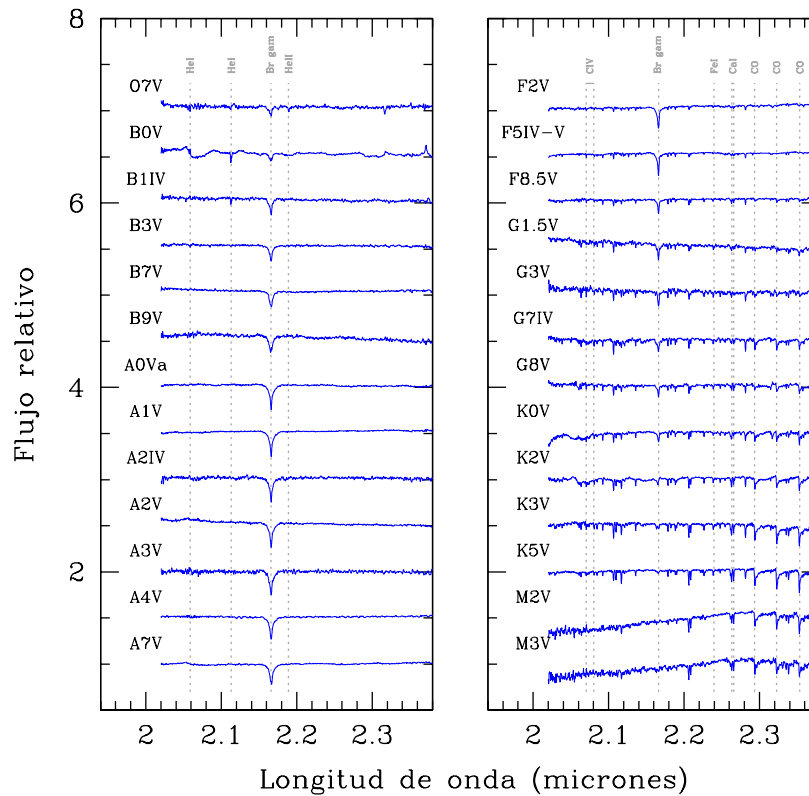 8
6
4
2
Flujo relativo
HeI
HeI
Br gam
HeII
O7V
B0V
B1IV
B3V
B7V
B9V
A0Va
A1V
A2IV
A2V
A3V
A4V
A7V
2
2.1
2.2
2.3
CIV
Br gam
FeI
CaI
CO
CO
CO
F2V
F5IV-V
F8.5V
G1.5V
G3V
G7IV
G8V
K0V
K2V
K3V
K5V
M2V
M3V
2
2.1
2.2
2.3
Longitud de onda (micrones)